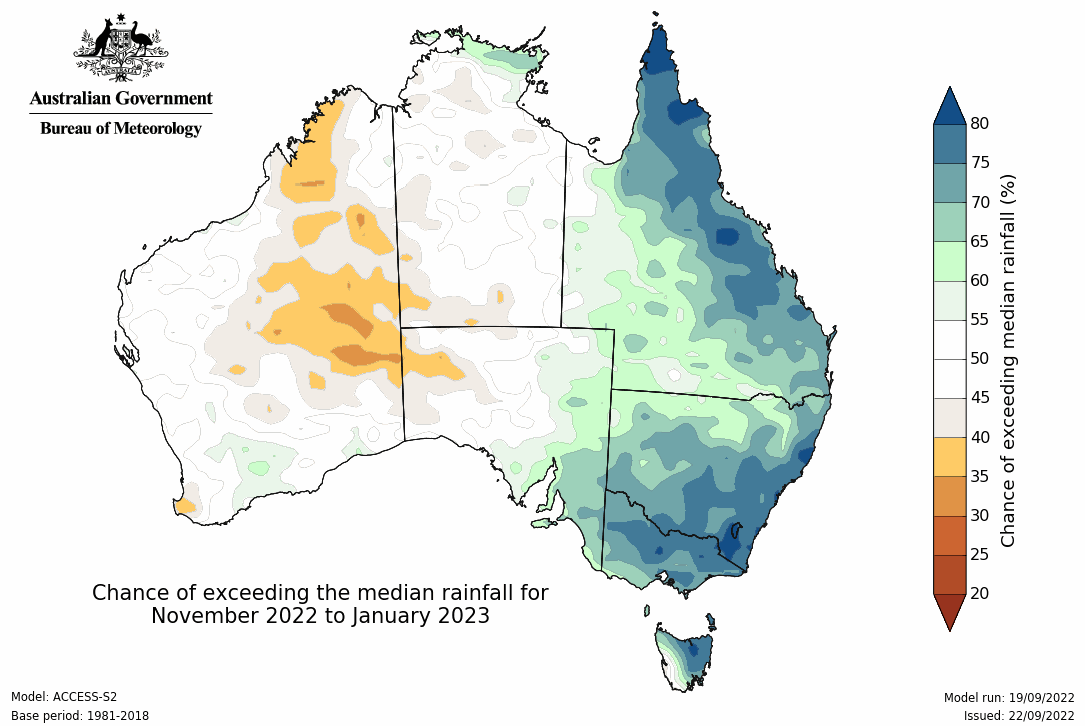 AUSTRALIA
Australian Government
Bureau of Meteorology
80
75
70
65
60
55
50
45
40
35
30
25
20
Chance of exceeding median rainfall (%)
Chance of exceeding the median rainfall for
November 2022 to January 2023
Model: ACCESS-S2
Base period: 1981-2018
Model run: 19/09/2022
Issued: 22/09/2022